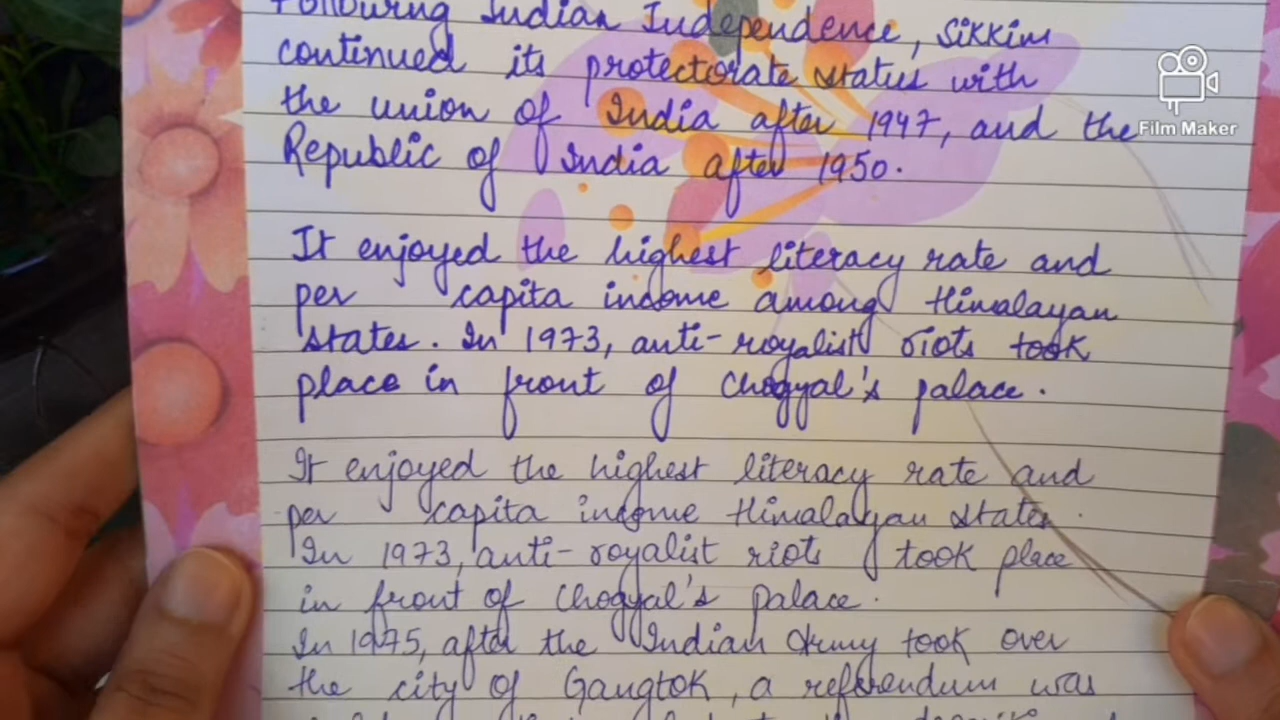 Following Indian Independence, Sikkim
continued its protectorate status with
the union of India after 1947, and the
Republic of India after 1950.
It enjoyed the highest literacy rate and
per capita income among Himalayan
states. In 1973, anti-royalist riots took
place in front of Chogyal's palace.
It enjoyed the highest literacy rate and
per capita income Himalayan states.
In 1973, anti-royalist riots took place
in front of Chogyal's palace.
In 1975, after the Indian Army took over
the city of Gangtok, a referendum was
Film Maker